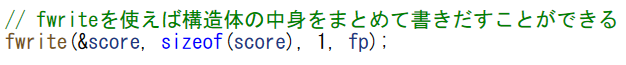 // fwriteを使えば構造体の中身をまとめて書きだすことができる
fwrite(&score, sizeof(score), 1, fp);